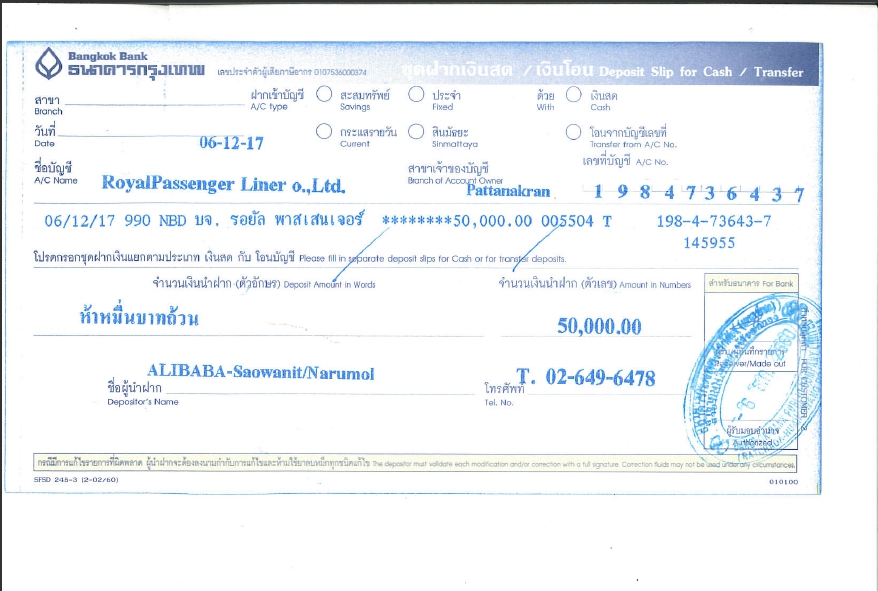 Bangkok Bank
ธนาคารกรุงเทพ เลขประจำตัวผู้เสียภาษีอากร 0107536000374 ชุดฝากเงินสด / เงินโอน Deposit Slip for Cash / Transfer
สาขา ฝากเข้าบัญชี สะสมทรัพย์ ประจำ ด้วย เงินสด
Branch A/C type Savings Fixed With Cash
วันที่ กระแสรายวัน สินมัธยะ โอนจากบัญชีเลขที่
Date 06-12-17 Current Sinmattaya Transfer from A/C No.
ชื่อบัญชี สาขาเจ้าของบัญชี เลขที่บัญชี A/C No.
A/C Name RoyalPassenger Liner o.,Ltd. Branch of Account Owner Pattanakran 1 9 8 4 7 3 6 4 3 7
06/12/17 990 NBD บจ. รอยัล พาสเสนเจอร์ ********50,000.00 005504 T 198-4-73643-7
145955
โปรดกรอกชุดฝากเงินแยกตามประเภท เงินสด กับ โอนบัญชี Please fill in separate deposit slips for Cash or for transfer deposits.
จำนวนเงินนำฝาก (ตัวอักษร) Deposit Amount in Words จำนวนเงินนำฝาก (ตัวเลข) Amount in Numbers สำหรับธนาคาร For Bank
ห้าหมื่นบาทถ้วน 50,000.00
ALIBABA-Saowanit/Narumol T. 02-649-6478
ชื่อผู้นำฝาก โทรศัพท์
Depositor's Name Tel. No.
ผู้รับมอบอำนาจ
Authorized
กรณีมีการแก้ไขรายการที่ผิดพลาด ผู้นำฝากจะต้องลงนามกำกับการแก้ไขและห้ามใช้ยาลบหมึกทุกชนิดแก้ไข The depositor must validate each modification and/or correction with a full signature. Correction fluids may not be used under any circumstances.
SFSD 248-3 (2-02/60) 010100